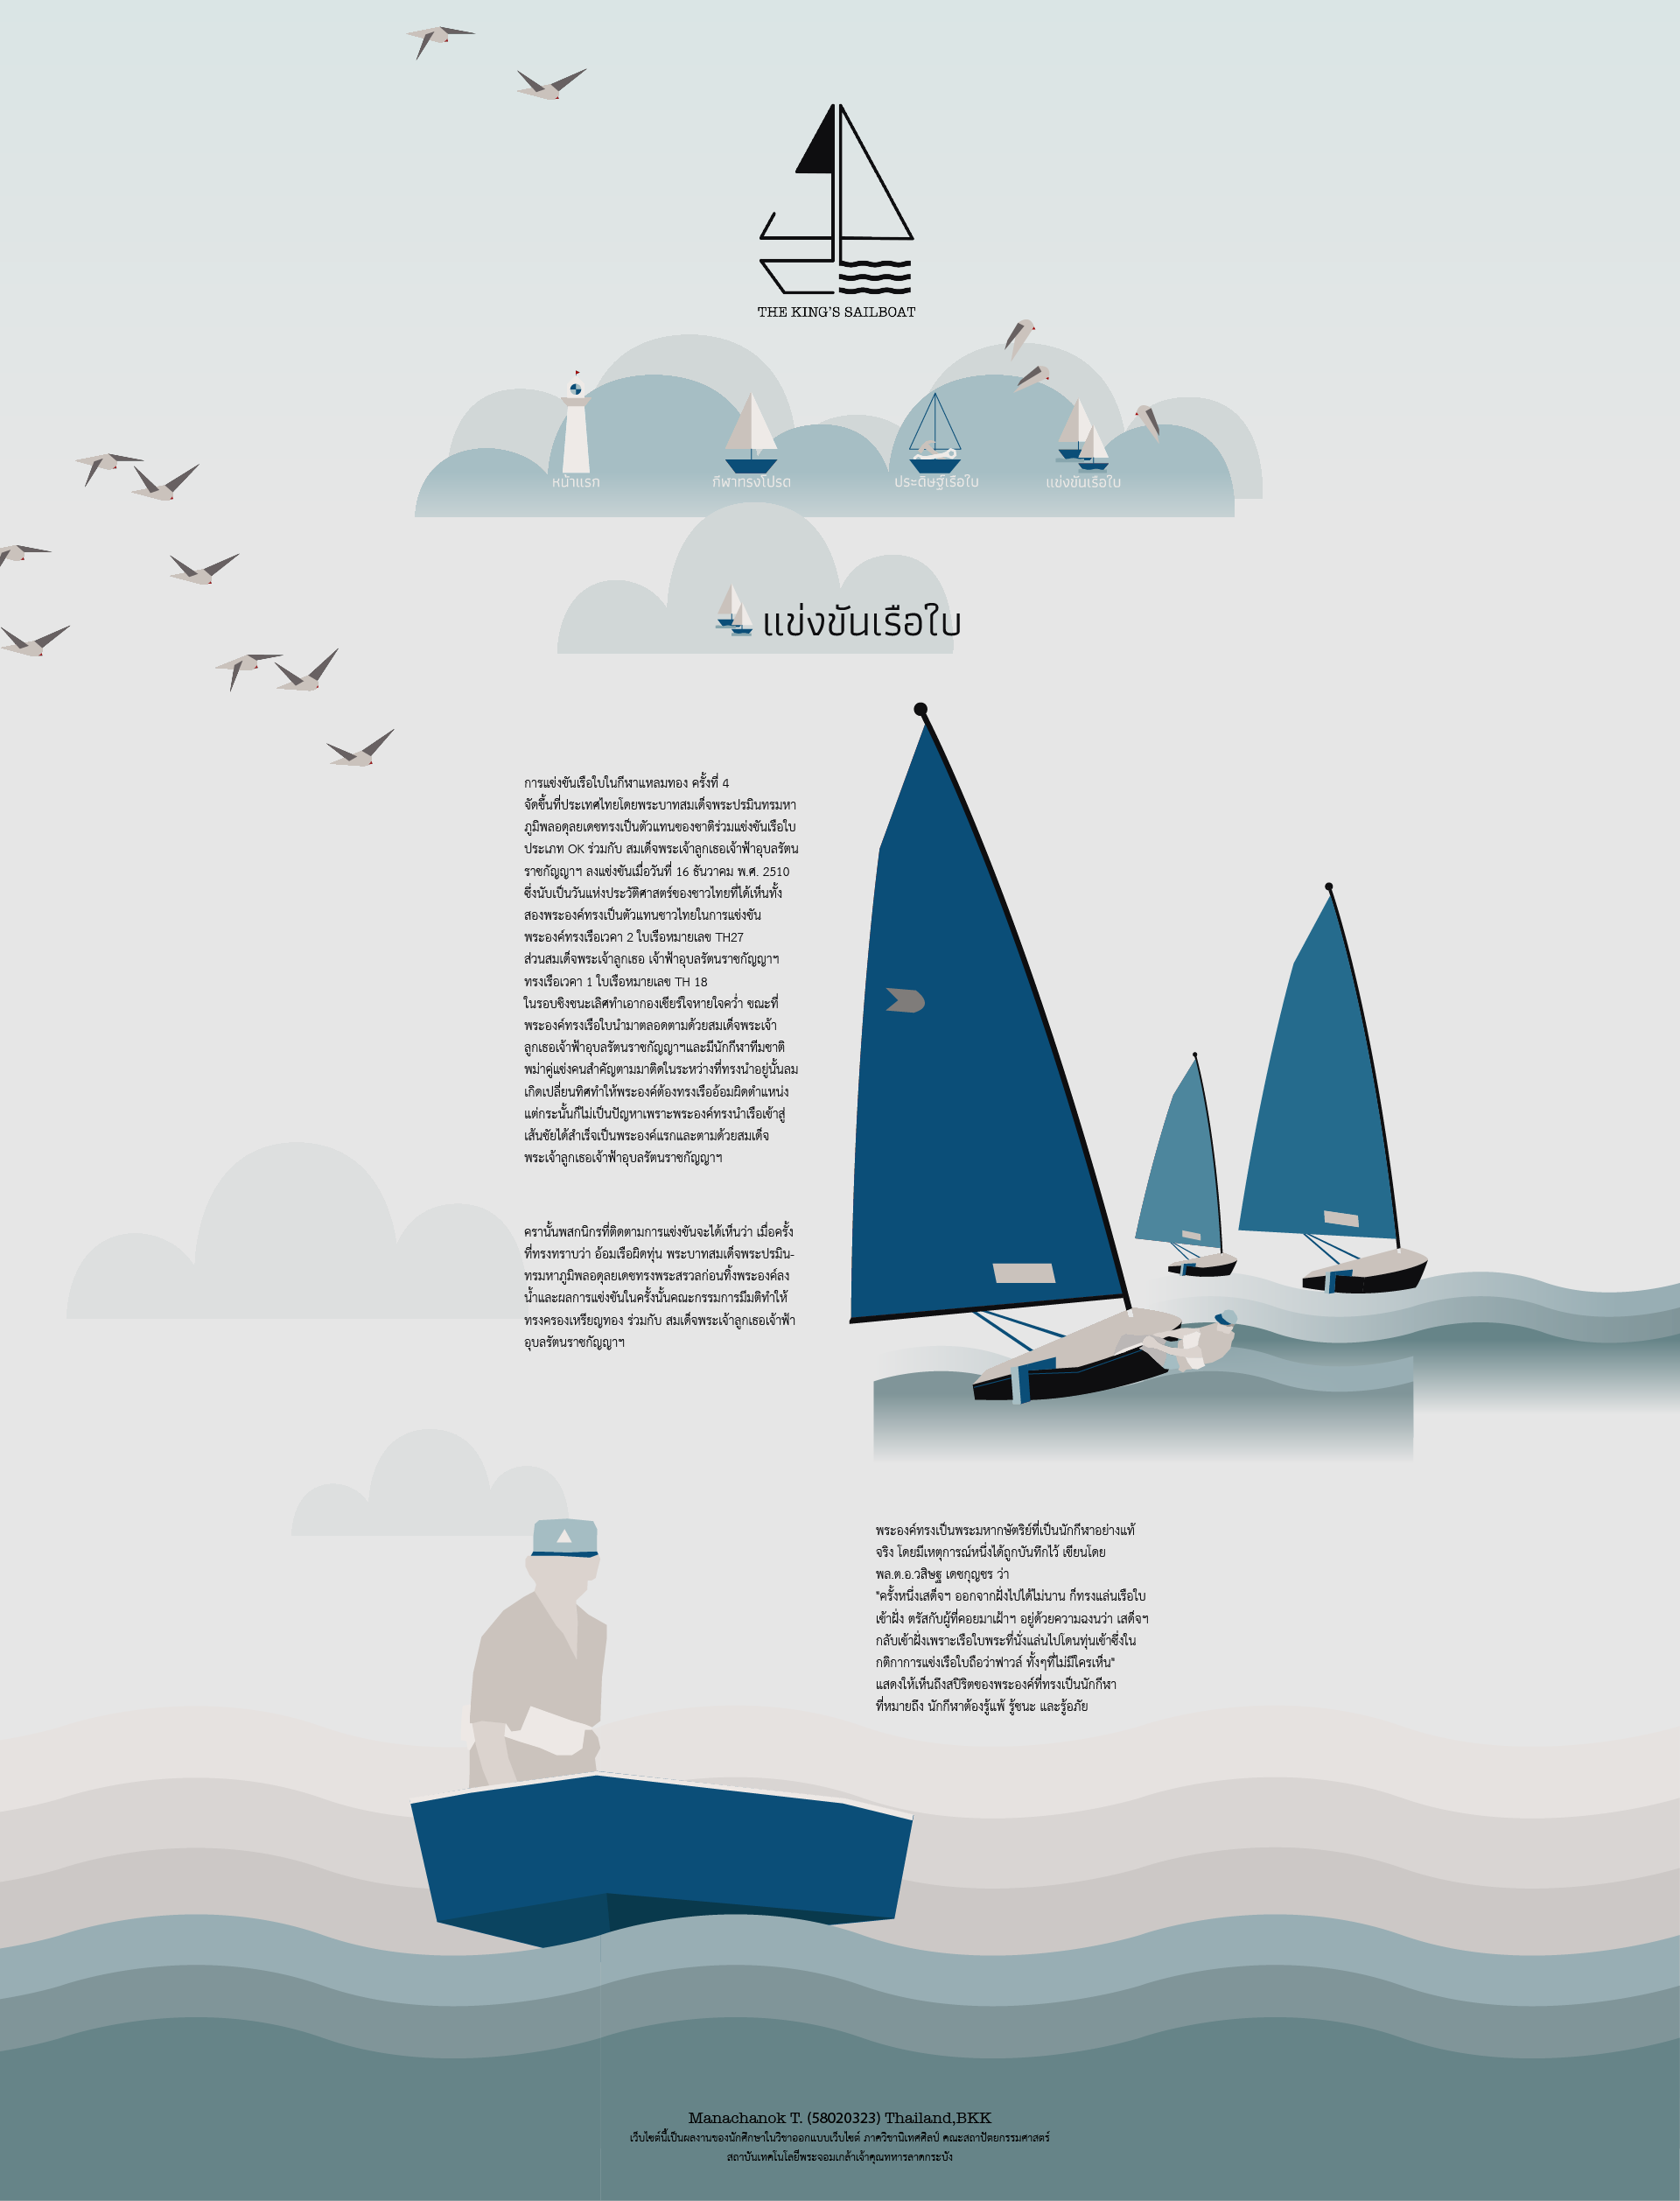 THE KING'S SAILBOAT
หน้าแรก
กีฬาทรงโปรด
ประดิษฐ์เรือใบ
แข่งขันเรือใบ
แข่งขันเรือใบ
การแข่งขันเรือใบในกีฬาแหลมทอง ครั้งที่ 4
จัดขึ้นที่ประเทศไทยโดยพระบาทสมเด็จพระปรมินทรมหา
ภูมิพลอดุลยเดชทรงเป็นตัวแทนของชาติร่วมแข่งขันเรือใบ
ประเภท OK ร่วมกับ สมเด็จพระเจ้าลูกเธอเจ้าฟ้าอุบลรัตน
ราชกัญญาฯ ลงแข่งขันเมื่อวันที่ 16 ธันวาคม พ.ศ. 2510
ซึ่งนับเป็นวันแห่งประวัติศาสตร์ของชาวไทยที่ได้เห็นทั้ง
สองพระองค์ทรงเป็นตัวแทนชาวไทยในการแข่งขัน
พระองค์ทรงเรือเวคา 2 ใบเรือหมายเลข TH27
ส่วนสมเด็จพระเจ้าลูกเธอ เจ้าฟ้าอุบลรัตนราชกัญญาฯ
ทรงเรือเวคา 1 ใบเรือหมายเลข TH 18
ในรอบชิงชนะเลิศทำเอากองเชียร์ใจหายใจคว่ำ ขณะที่
พระองค์ทรงเรือใบนำมาตลอดตามด้วยสมเด็จพระเจ้า
ลูกเธอเจ้าฟ้าอุบลรัตนราชกัญญาฯและมีนักกีฬาทีมชาติ
พม่าคู่แข่งคนสำคัญตามมาติดในระหว่างที่ทรงนำอยู่นั้นลม
เกิดเปลี่ยนทิศทำให้พระองค์ต้องทรงเรืออ้อมผิดตำแหน่ง
แต่กระนั้นก็ไม่เป็นปัญหาเพราะพระองค์ทรงนำเรือเข้าสู่
เส้นชัยได้สำเร็จเป็นพระองค์แรกและตามด้วยสมเด็จ
พระเจ้าลูกเธอเจ้าฟ้าอุบลรัตนราชกัญญาฯ
ครานั้นพสกนิกรที่ติดตามการแข่งขันจะได้เห็นว่า เมื่อครั้ง
ที่ทรงทราบว่า อ้อมเรือผิดทุ่น พระบาทสมเด็จพระปรมิน-
ทรมหาภูมิพลอดุลยเดชทรงพระสรวลก่อนทิ้งพระองค์ลง
น้ำและผลการแข่งขันในครั้งนั้นคณะกรรมการมีมติทำให้
ทรงครองเหรียญทอง ร่วมกับ สมเด็จพระเจ้าลูกเธอเจ้าฟ้า
อุบลรัตนราชกัญญาฯ
พระองค์ทรงเป็นพระมหากษัตริย์ที่เป็นนักกีฬาอย่างแท้
จริง โดยมีเหตุการณ์หนึ่งได้ถูกบันทึกไว้ เขียนโดย
พล.ต.อ.วสิษฐ เดชกุญชร ว่า
"ครั้งหนึ่งเสด็จฯ ออกจากฝั่งไปได้ไม่นาน ก็ทรงแล่นเรือใบ
เข้าฝั่ง ตรัสกับผู้ที่คอยมาเฝ้าฯ อยู่ด้วยความฉงนว่า เสด็จฯ
กลับเข้าฝั่งเพราะเรือใบพระที่นั่งแล่นไปโดนทุ่นเข้าซึ่งใน
กติกาการแข่งเรือใบถือว่าฟาวล์ ทั้งๆที่ไม่มีใครเห็น"
แสดงให้เห็นถึงสปิริตของพระองค์ที่ทรงเป็นนักกีฬา
ที่หมายถึง นักกีฬาต้องรู้แพ้ รู้ชนะ และรู้อภัย
Manachanok T. (58020323) Thailand,BKK
เว็บไซต์นี้เป็นผลงานของนักศึกษาในวิชาออกแบบเว็บไซต์ ภาควิชานิเทศศิลป์ คณะสถาปัตยกรรมศาสตร์
สถาบันเทคโนโลยีพระจอมเกล้าเจ้าคุณทหารลาดกระบัง